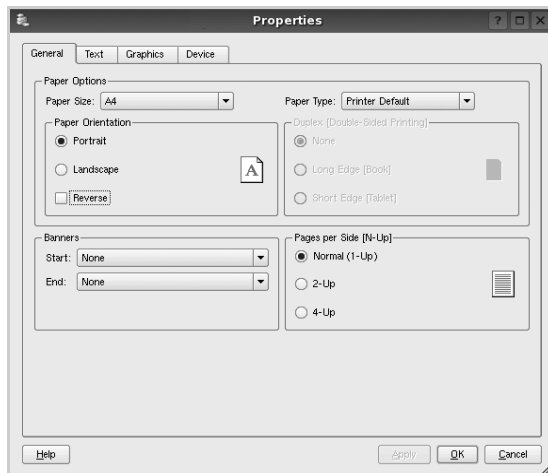 Properties
General Text Graphics Device
Paper Options
Paper Size: A4 Paper Type: Printer Default
Paper Orientation
Portrait
Landscape
Reverse
A
Duplex [Double-Sided Printing]
None
Long Edge [Book]
Short Edge [Tablet]
Banners
Start: None
End: None
Pages per Side [N-Up]
Normal (1-Up)
2-Up
4-Up
Help Apply OK Cancel